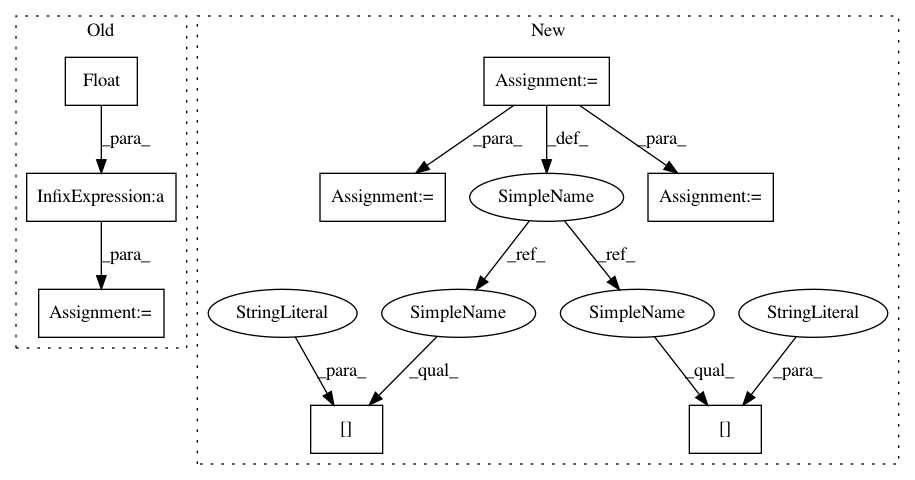 Old
New
Float
Assignment:=
_para_
_para_
_def_
_para_
InfixExpression:a
Assignment:=
SimpleName
Assignment:=
_para_
_ref_
_ref_
Assignment:=
StringLiteral
SimpleName
SimpleName
StringLiteral
_para_
_qual_
_qual_
_para_
[]
[]